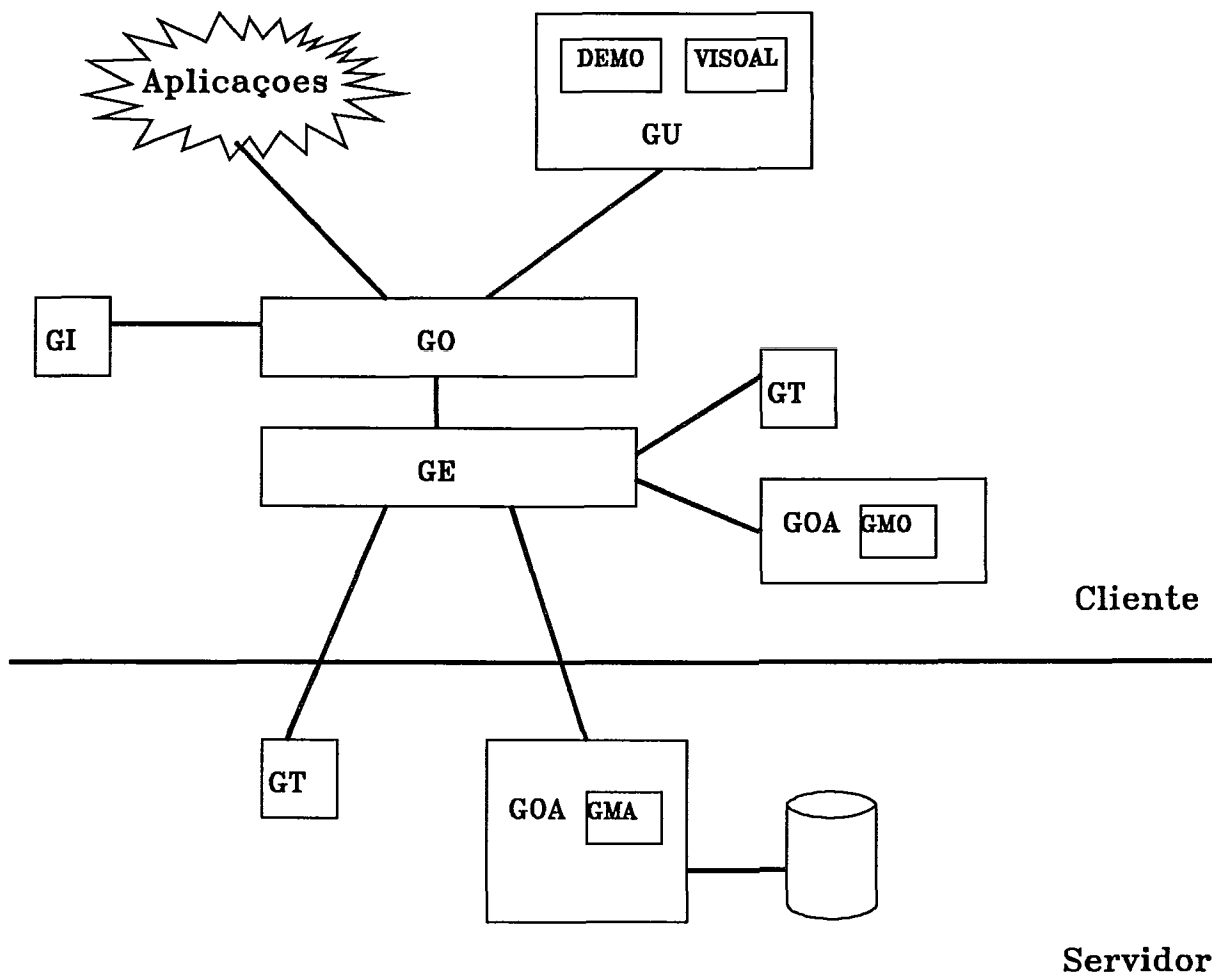 DEMO VISOAL
Aplicaçoes
GU
GI
GO
GT
GE
GOA GMO
Cliente
GT
GOA GMA
Servidor